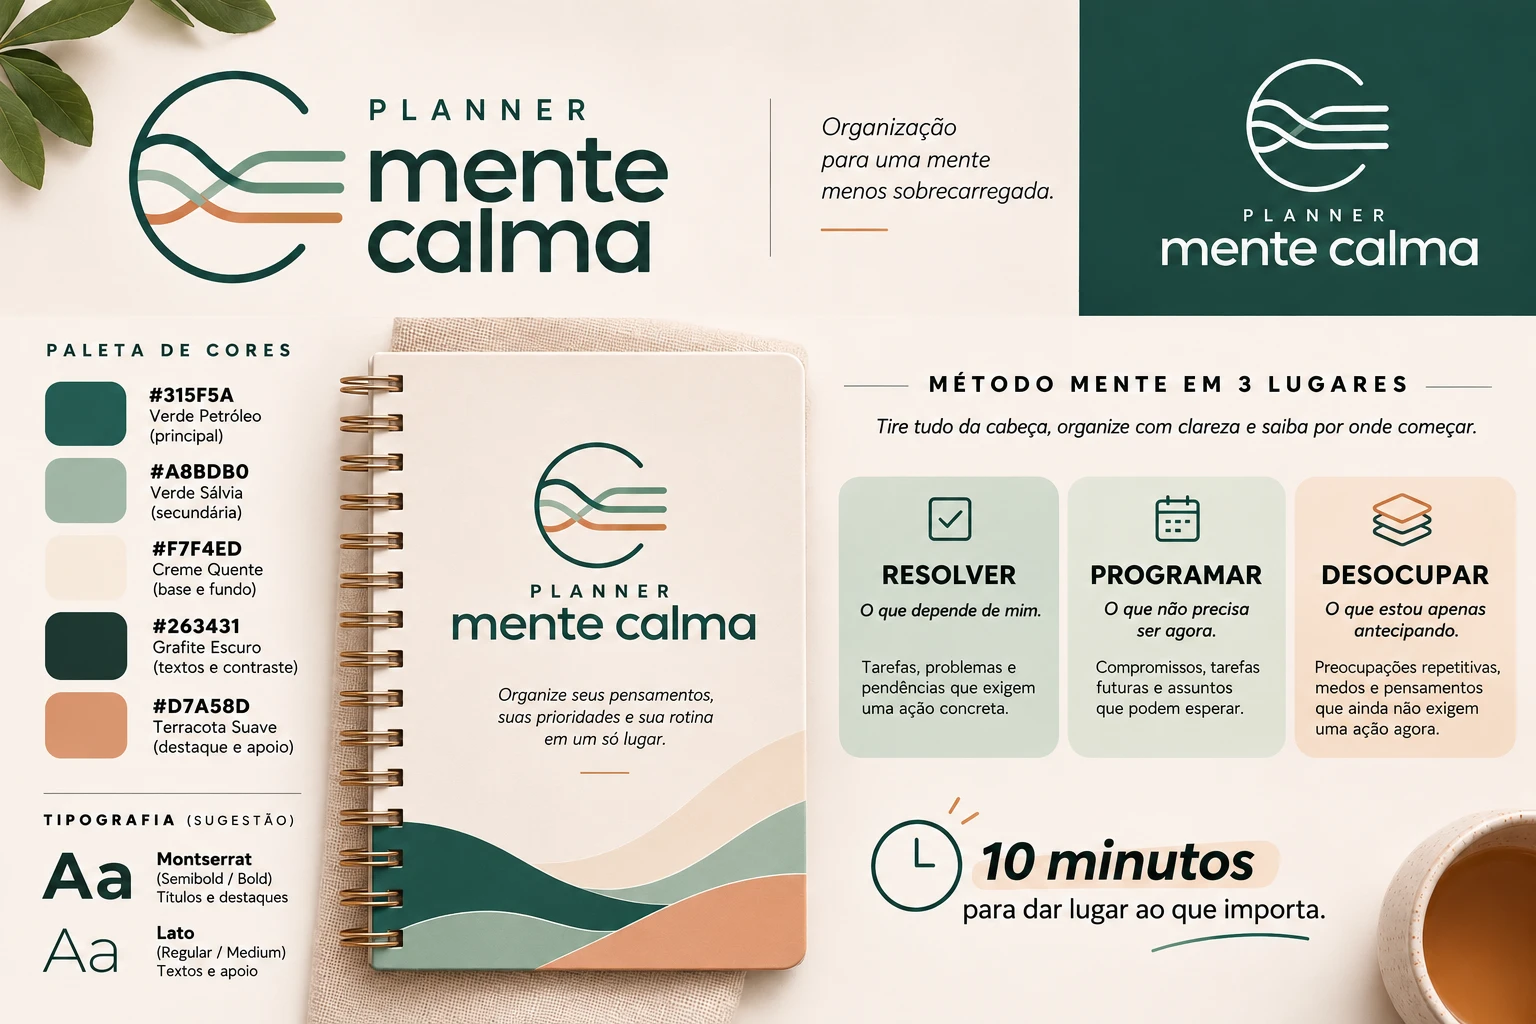 PLANNER
mente
calma
Organização
para uma mente
menos sobrecarregada.
PLANNER
mente calma
PALETA DE CORES
#315F5A
Verde Petróleo
(principal)
#A8BDB0
Verde Sálvia
(secundária)
#F7F4ED
Creme Quente
(base e fundo)
#263431
Grafite Escuro
(textos e contraste)
#D7A58D
Terracota Suave
(destaque e apoio)
TIPOGRAFIA (SUGESTÃO)
Aa
Montserrat
(Semibold / Bold)
Títulos e destaques
Aa
Lato
(Regular / Medium)
Textos e apoio
PLANNER
mente calma
Organize seus pensamentos,
suas prioridades e sua rotina
em um só lugar.
MÉTODO MENTE EM 3 LUGARES
Tire tudo da cabeça, organize com clareza e saiba por onde começar.
RESOLVER
O que depende de mim.
Tarefas, problemas e
pendências que exigem
uma ação concreta.
PROGRAMAR
O que não precisa
ser agora.
Compromissos, tarefas
futuras e assuntos
que podem esperar.
DESOCUPAR
O que estou apenas
antecipando.
Preocupações repetitivas,
medos e pensamentos
que ainda não exigem
uma ação agora.
10 minutos
para dar lugar ao que importa.